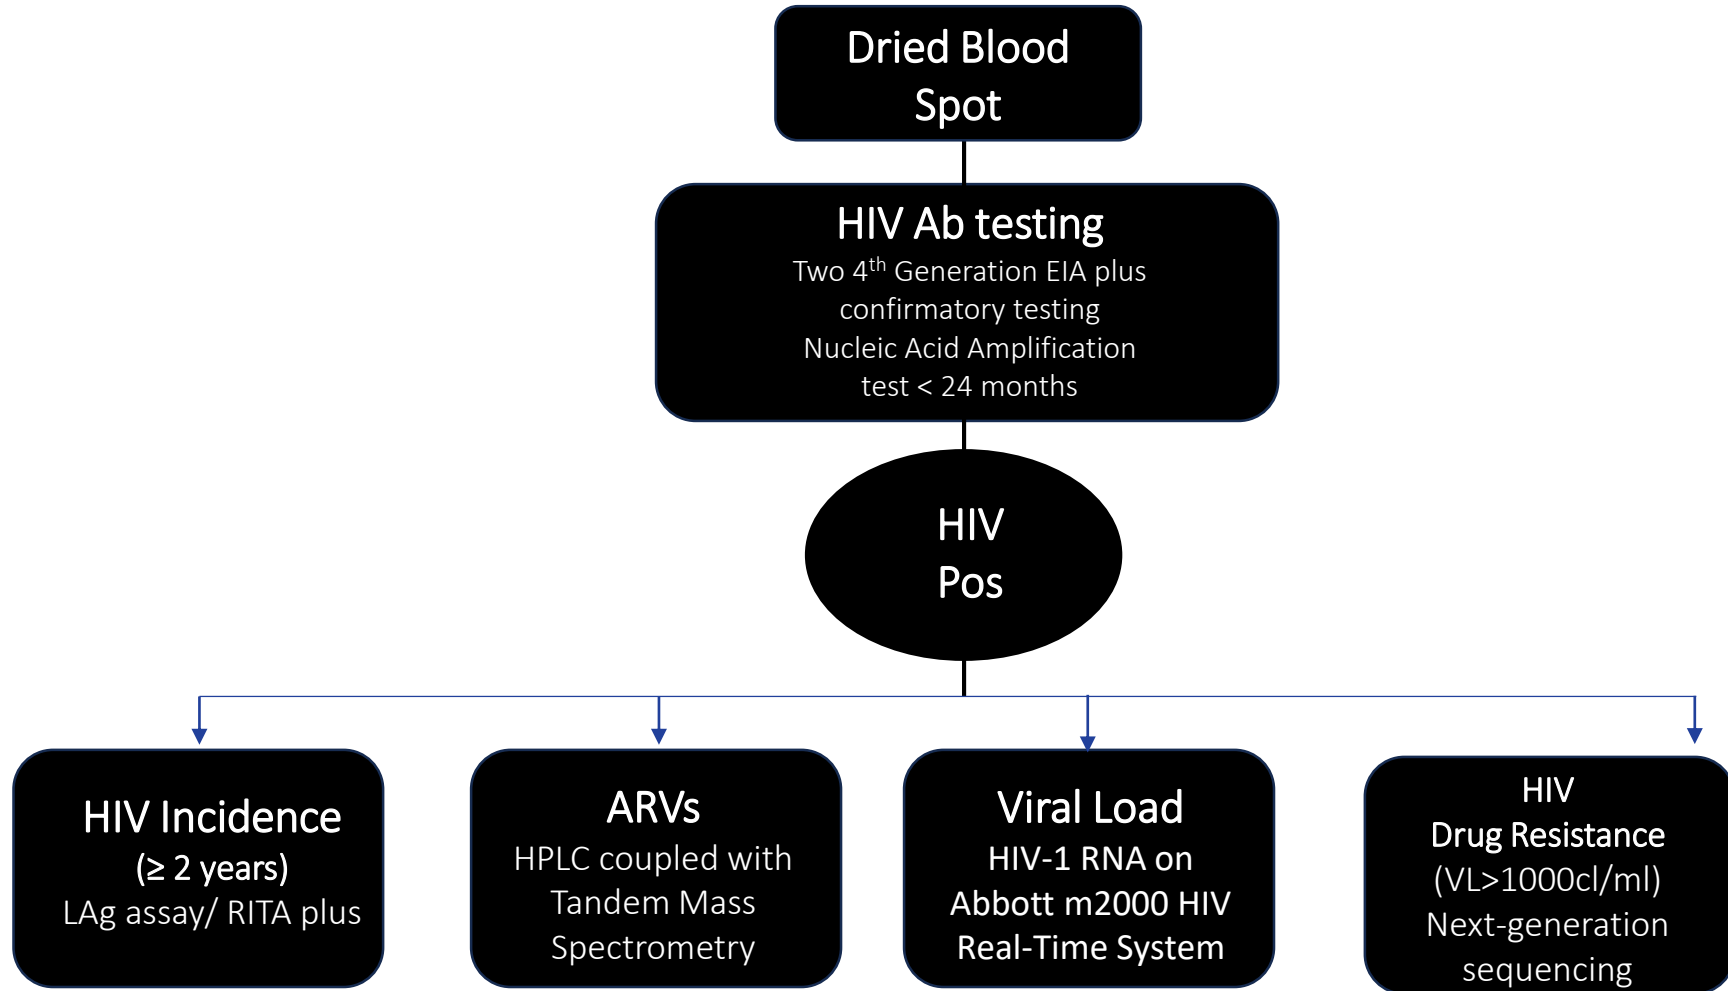 Dried Blood
Spot
HIV Ab testing
Two 4th Generation EIA plus
confirmatory testing
Nucleic Acid Amplification
test < 24 months
HIV
Pos
HIV Incidence
(≥ 2 years)
LAg assay/ RITA plus
ARVs
HPLC coupled with
Tandem Mass
Spectrometry
Viral Load
HIV-1 RNA on
Abbott m2000 HIV
Real-Time System
HIV
Drug Resistance
(VL>1000cl/ml)
Next-generation
sequencing